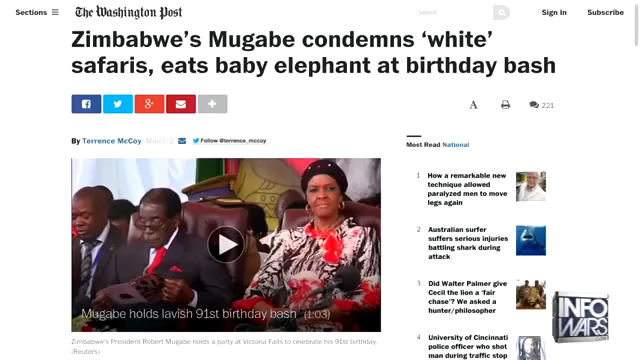 Sections
The Washington Post
Search
Sign In
Subscribe
Zimbabwe's Mugabe condemns 'white'
safaris, eats baby elephant at birthday bash
A
221
By Terrence McCoy March 2 Follow @terrence_mccoy
Mugabe holds lavish 91st birthday bash (1:03)
Zimbabwe's President Robert Mugabe holds a party at Victoria Falls to celebrate his 91st birthday.
(Reuters)
Most Read National
1 How a remarkable new
technique allowed
paralyzed men to move
legs again
2 Australian surfer
suffers serious injuries
battling shark during
attack
3 Did Walter Palmer give
Cecil the lion a 'fair
chase'? We asked a
hunter/philosopher
4 University of Cincinnati
police officer who shot
man during traffic stop
INFO
WARS
.COM